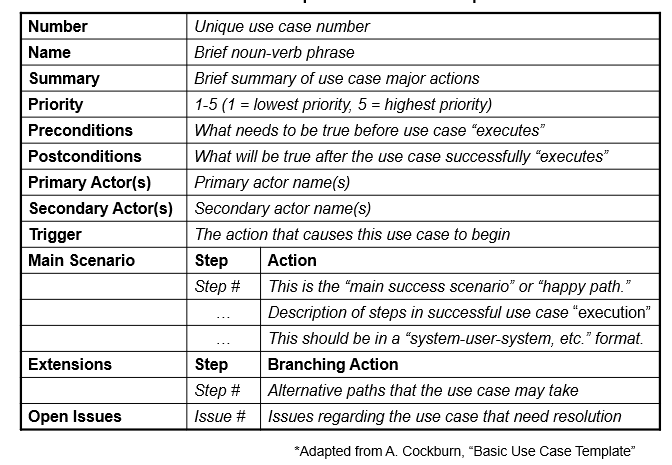 Number Unique use case number
Name Brief noun-verb phrase
Summary Brief summary of use case major actions
Priority 1-5 (1 = lowest priority, 5 = highest priority)
Preconditions What needs to be true before use case “executes”
Postconditions What will be true after the use case successfully “executes”
Primary Actor(s) Primary actor name(s)
Secondary Actor(s) Secondary actor name(s)
Trigger The action that causes this use case to begin
Main Scenario Step Action
Step # This is the “main success scenario” or “happy path.”
… Description of steps in successful use case “execution”
… This should be in a “system-user-system, etc.” format.
Extensions Step Branching Action
Step # Alternative paths that the use case may take
Open Issues Issue # Issues regarding the use case that need resolution
*Adapted from A. Cockburn, “Basic Use Case Template”